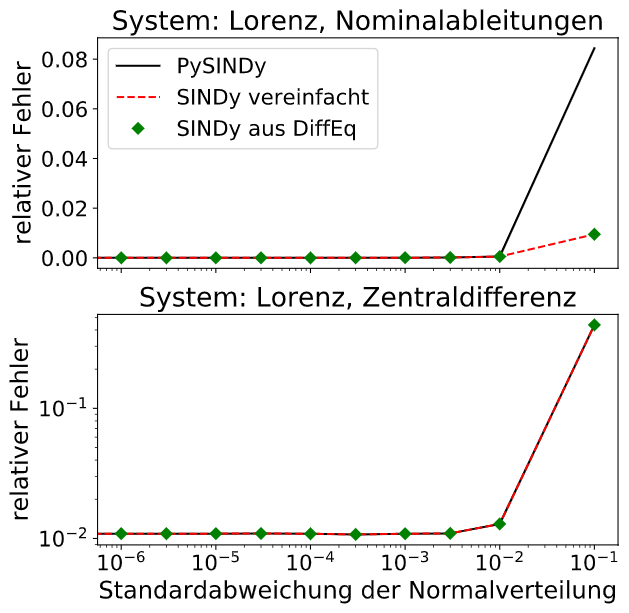 System: Lorenz, Nominalableitungen
relativer Fehler
0.08
0.06
0.04
0.02
0.00
PySINDy
SINDy vereinfacht
SINDy aus DiffEq
System: Lorenz, Zentraldifferenz
relativer Fehler
10⁻¹
10⁻²
10⁻⁶ 10⁻⁵ 10⁻⁴ 10⁻³ 10⁻² 10⁻¹
Standardabweichung der Normalverteilung